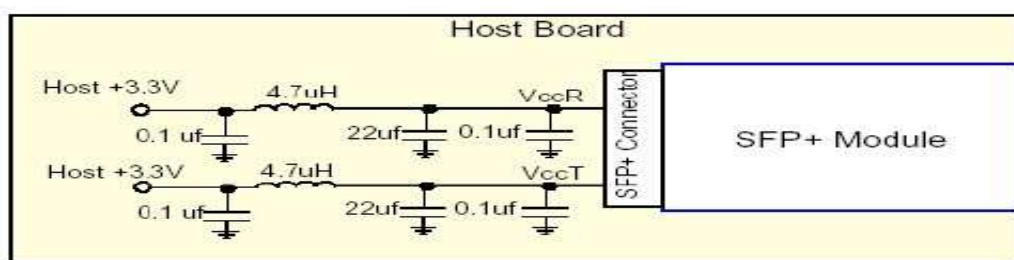 Host Board
Host +3.3V
4.7uH
VccR
0.1 uf
22uf
0.1uf
SFP+ Connector
SFP+ Module
Host +3.3V
4.7uH
VccT
0.1 uf
22uf
0.1uf